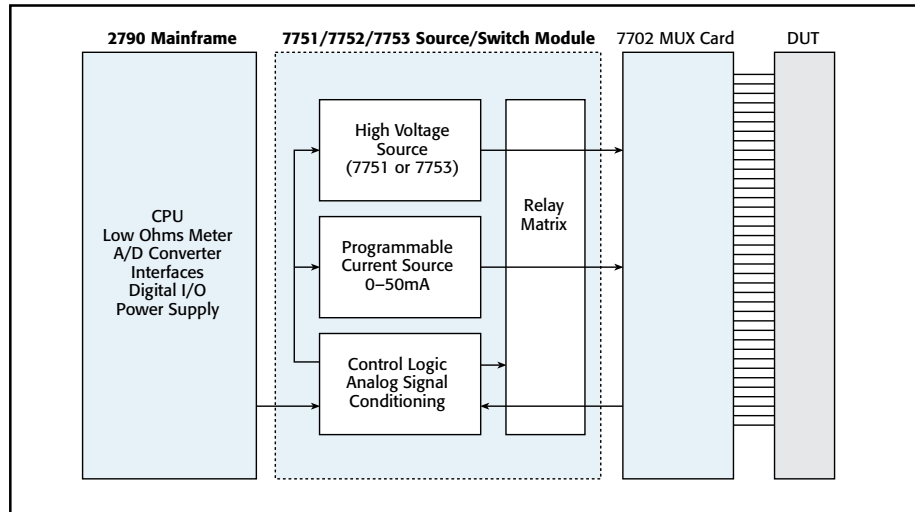 2790 Mainframe
7751/7752/7753 Source/Switch Module
7702 MUX Card
DUT
CPU
Low Ohms Meter
A/D Converter
Interfaces
Digital I/O
Power Supply
High Voltage
Source
(7751 or 7753)
Programmable
Current Source
0–50mA
Control Logic
Analog Signal
Conditioning
Relay
Matrix